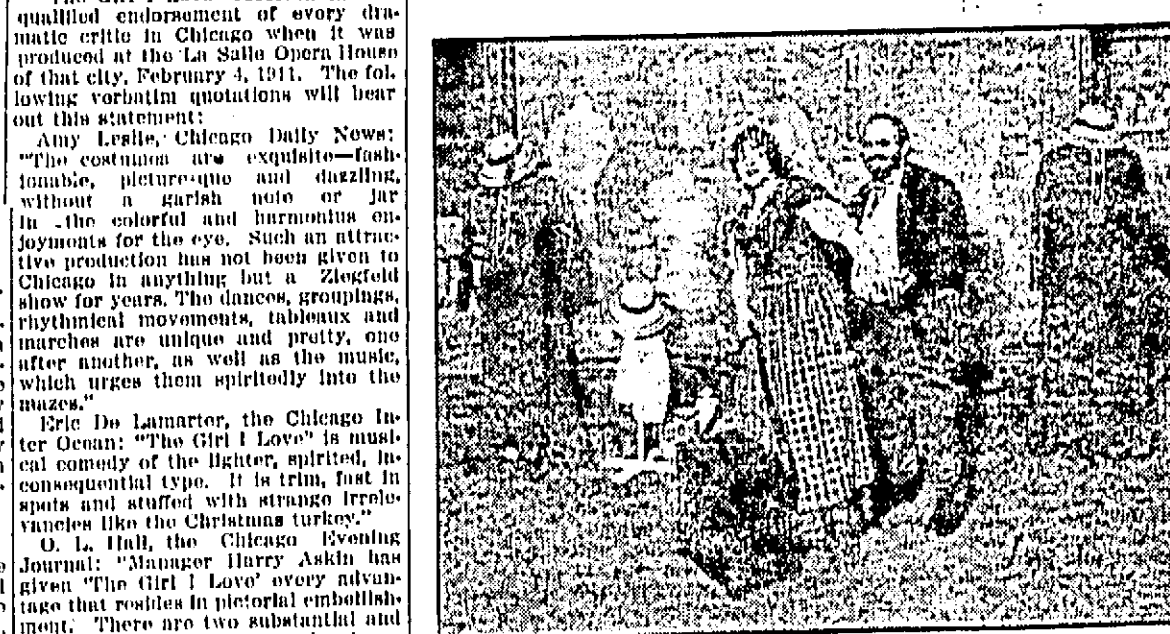 qualified endorsement of every dra-
matic critic in Chicago when it was
produced at the La Salle Opera House
of that city, February 4, 1911. The fol-
lowing verbatim quotations will bear
out this statement:
Amy Leslie, Chicago Daily News:
"The costumes are exquisite—fash-
ionable, picturesque and dazzling,
without a garish note or jar
in the colorful and harmonius en-
joyments for the eye. Such an attrac-
tive production has not been given to
Chicago in anything but a Ziegfeld
show for years. The dances, groupings,
rhythmical movements, tableaux and
marches are unique and pretty, one
after another, as well as the music,
which urges them spiritedly into the
mazes."
Eric De Lamarter, the Chicago In-
ter Ocean: "The Girl I Love" is musi-
cal comedy of the lighter, spirited, in-
consequential type. It is trim, fast in
spots and stuffed with strange irrele-
vancies like the Christmas turkey."
O. L. Hall, the Chicago Evening
Journal: "Manager Harry Askin has
given 'The Girl I Love' every advan-
tage that resides in pictorial embellish-
ment. There are two substantial and